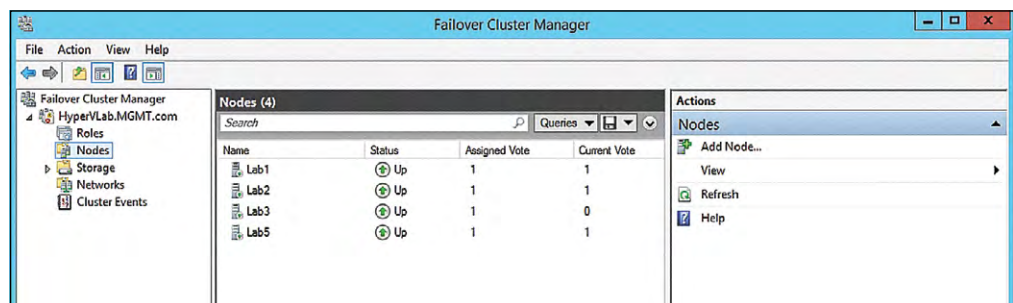 Failover Cluster Manager
File Action View Help
Failover Cluster Manager
HyperVLab.MGMT.com
Roles
Nodes
Storage
Networks
Cluster Events
Nodes (4)
Search Queries
Name Status Assigned Vote Current Vote
Lab1 Up 1 1
Lab2 Up 1 1
Lab3 Up 1 0
Lab5 Up 1 1
Actions
Nodes
Add Node...
View
Refresh
Help